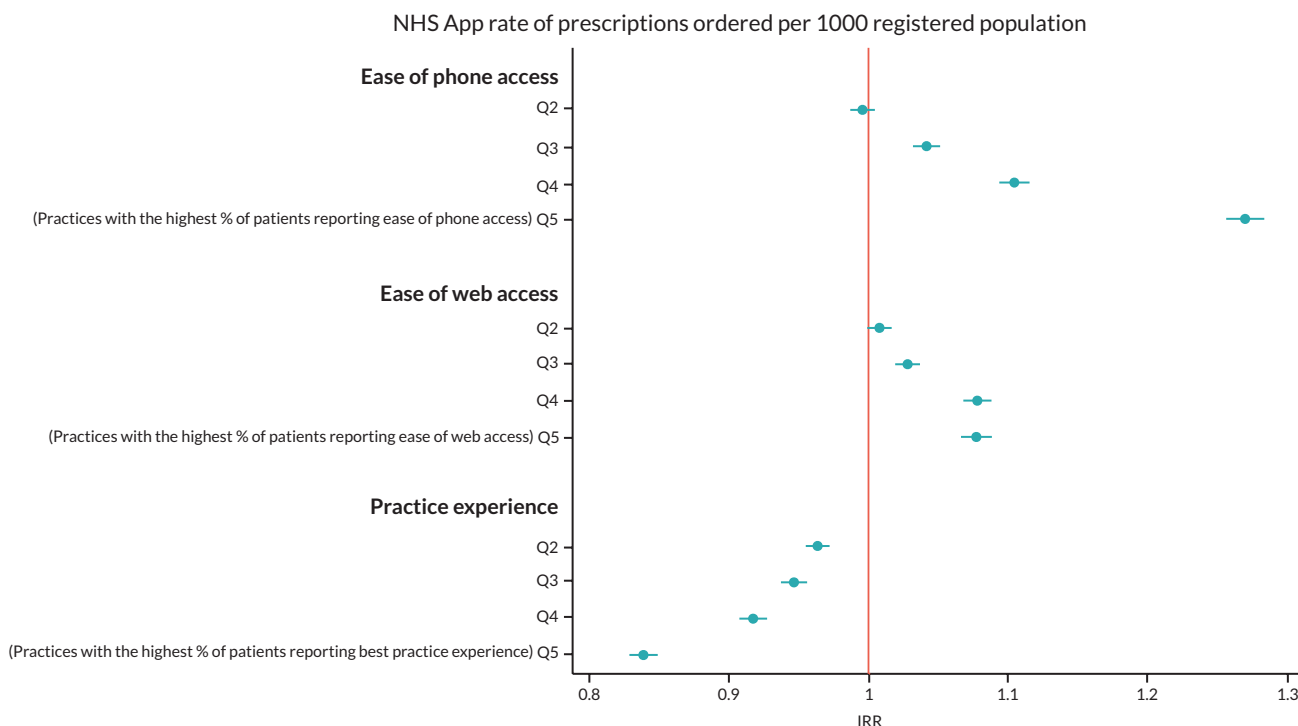 NHS App rate of prescriptions ordered per 1000 registered population
Ease of phone access
Q2
Q3
Q4
(Practices with the highest % of patients reporting ease of phone access) Q5
Ease of web access
Q2
Q3
Q4
(Practices with the highest % of patients reporting ease of web access) Q5
Practice experience
Q2
Q3
Q4
(Practices with the highest % of patients reporting best practice experience) Q5
0.8 0.9 1 1.1 1.2 1.3
IRR